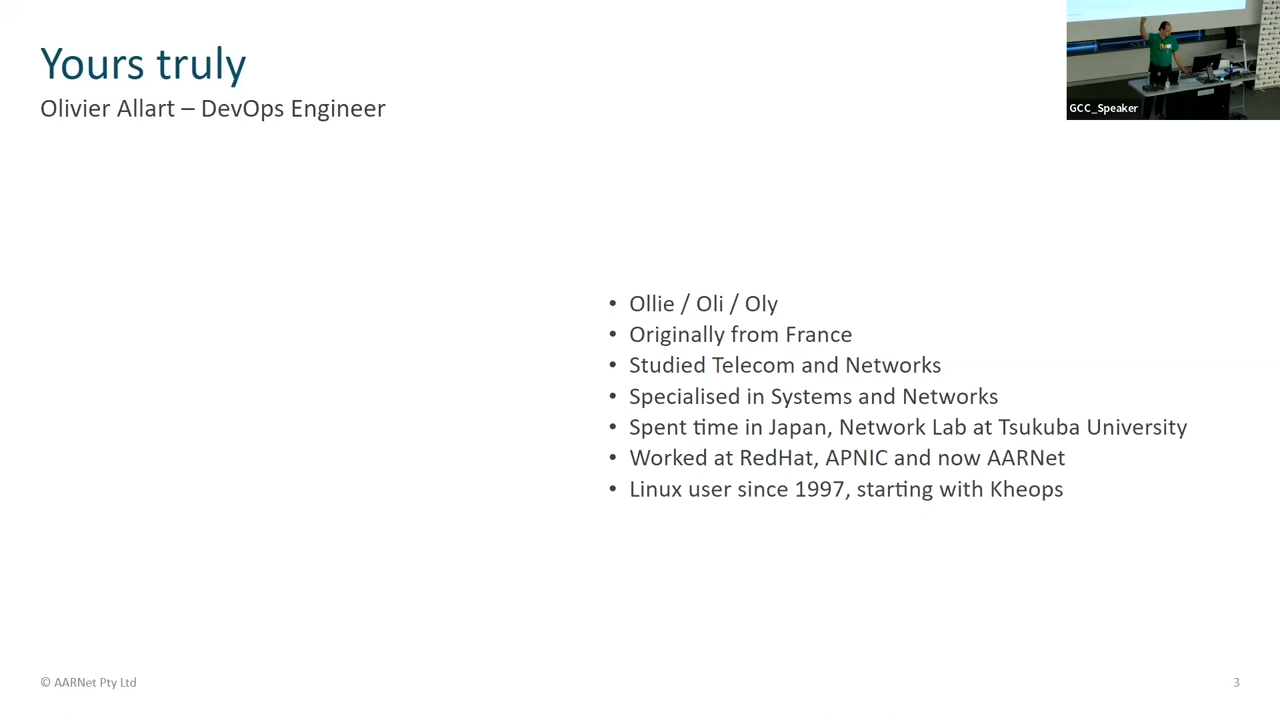 Yours truly
Olivier Allart – DevOps Engineer
GCC_Speaker
• Ollie / Oli / Oly
• Originally from France
• Studied Telecom and Networks
• Specialised in Systems and Networks
• Spent time in Japan, Network Lab at Tsukuba University
• Worked at RedHat, APNIC and now AARNet
• Linux user since 1997, starting with Kheops
© AARNet Pty Ltd
3